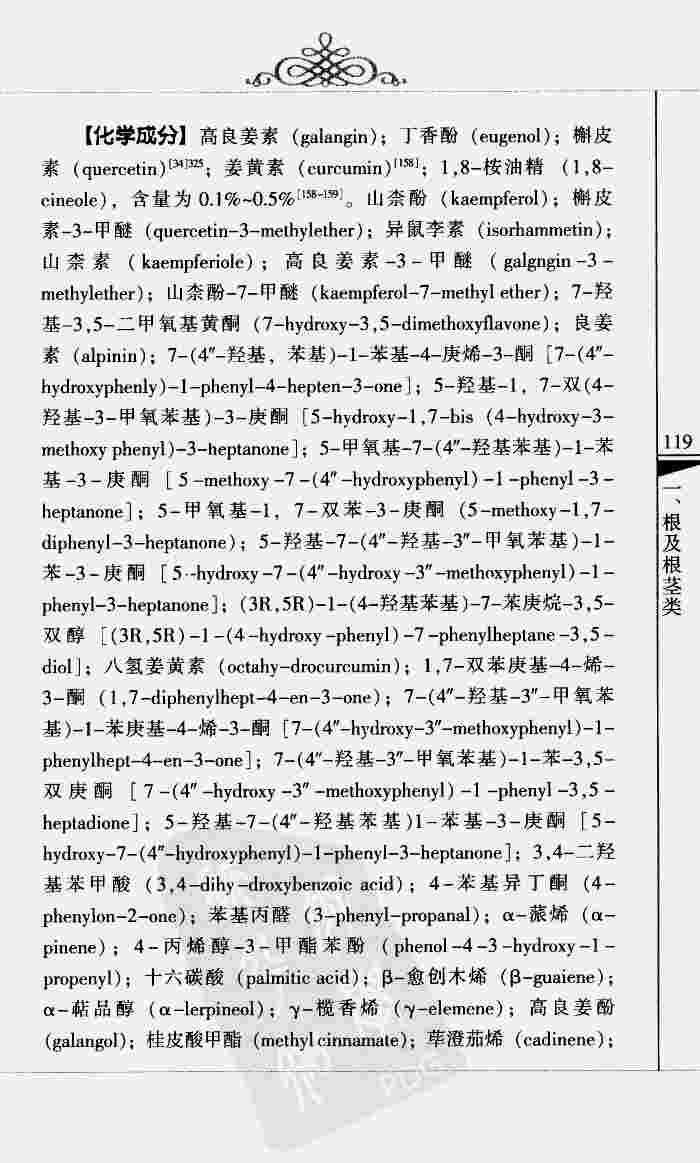 【化学成分】高良姜素 (galangin)；丁香酚 (eugenol)；槲皮
素 (quercetin)[34]325；姜黄素 (curcumin)[158]；1,8-桉油精 (1,8-
cineole)，含量为 0.1%~0.5%[158-159]。山柰酚 (kaempferol)；槲皮
素-3-甲醚 (quercetin-3-methylether)；异鼠李素 (isorhammetin)；
山柰素 (kaempferiole)；高良姜素-3-甲醚 (galgngin-3-
methylether)；山柰酚-7-甲醚 (kaempferol-7-methyl ether)；7-羟
基-3,5-二甲氧基黄酮 (7-hydroxy-3,5-dimethoxyflavone)；良姜
素 (alpinin)；7-(4″-羟基，苯基)-1-苯基-4-庚烯-3-酮 [7-(4″-
hydroxyphenly)-1-phenyl-4-hepten-3-one]；5-羟基-1，7-双(4-
羟基-3-甲氧苯基)-3-庚酮 [5-hydroxy-1,7-bis (4-hydroxy-3-
methoxy phenyl)-3-heptanone]；5-甲氧基-7-(4″-羟基苯基)-1-苯
基-3-庚酮 [5-methoxy-7-(4″-hydroxyphenyl)-1-phenyl-3-
heptanone]；5-甲氧基-1，7-双苯-3-庚酮 (5-methoxy-1,7-
diphenyl-3-heptanone)；5-羟基-7-(4″-羟基-3″-甲氧苯基)-1-
苯-3-庚酮 [5--hydroxy-7-(4″-hydroxy-3″-methoxyphenyl)-1-
phenyl-3-heptanone]；(3R,5R)-1-(4-羟基苯基)-7-苯庚烷-3,5-
双醇 [(3R,5R)-1-(4-hydroxy-phenyl)-7-phenylheptane-3,5-
diol]；八氢姜黄素 (octahy-drocurcumin)；1,7-双苯庚基-4-烯-
3-酮 (1,7-diphenylhept-4-en-3-one)；7-(4″-羟基-3″-甲氧苯
基)-1-苯庚基-4-烯-3-酮 [7-(4″-hydroxy-3″-methoxyphenyl)-1-
phenylhept-4-en-3-one]；7-(4″-羟基-3″-甲氧苯基)-1-苯-3,5-
双庚酮 [7-(4″-hydroxy-3″-methoxyphenyl)-1-phenyl-3,5-
heptadione]；5-羟基-7-(4″-羟基苯基)1-苯基-3-庚酮 [5-
hydroxy-7-(4″-hydroxyphenyl)-1-phenyl-3-heptanone]；3,4-二羟
基苯甲酸 (3,4-dihy-droxybenzoic acid)；4-苯基异丁酮 (4-
phenylon-2-one)；苯基丙醛 (3-phenyl-propanal)；α-蒎烯 (α-
pinene)；4-丙烯醇-3-甲酯苯酚 (phenol-4-3-hydroxy-1-
propenyl)；十六碳酸 (palmitic acid)；β-愈创木烯 (β-guaiene)；
α-萜品醇 (α-lerpineol)；γ-榄香烯 (γ-elemene)；高良姜酚
(galangol)；桂皮酸甲酯 (methyl cinnamate)；荜澄茄烯 (cadinene)；
119
一、根及根茎类